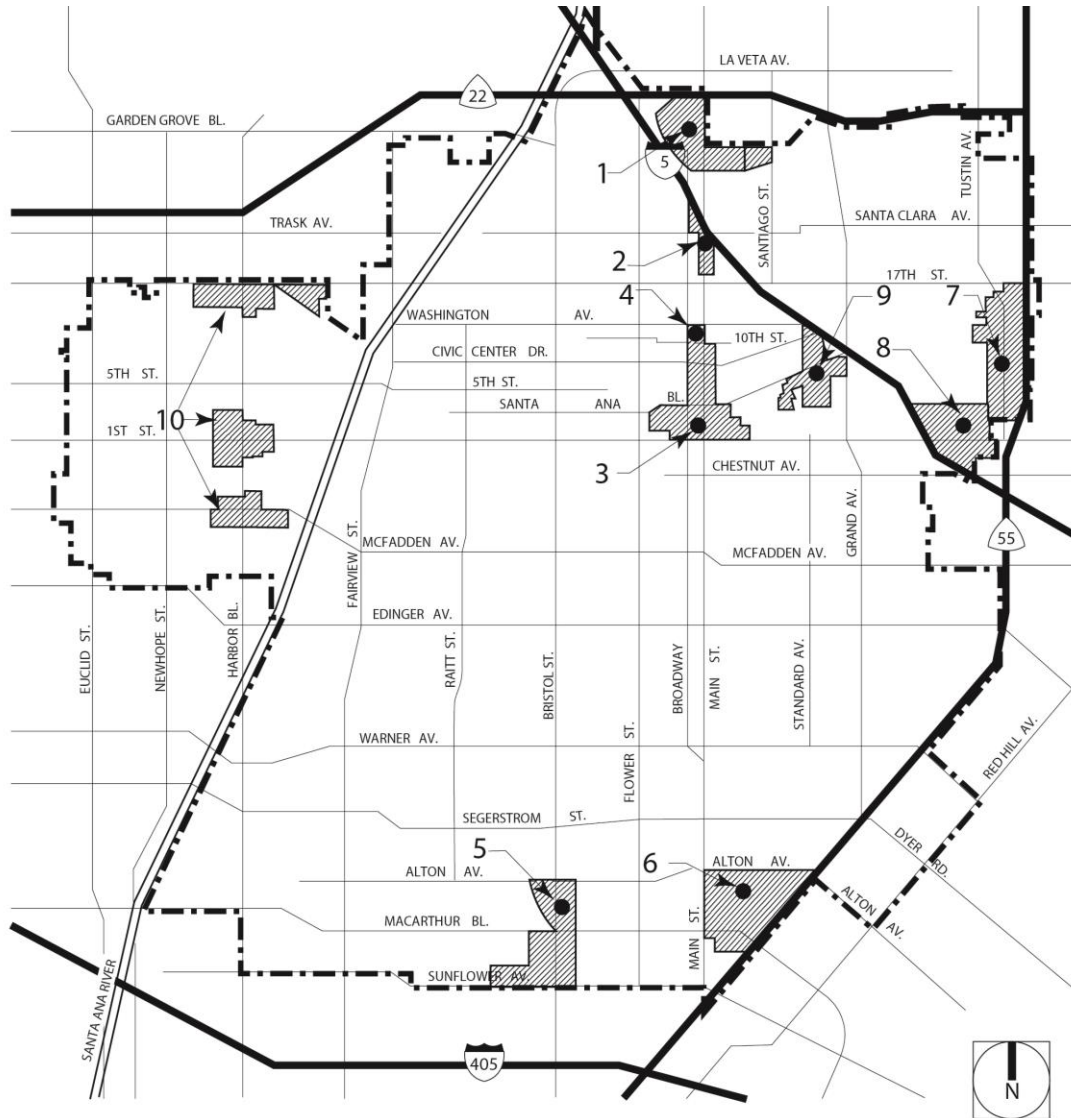 LA VETA AV.
22
GARDEN GROVE BL.
1
5
TUSTIN AV.
SANTIAGO ST.
TRASK AV.
SANTA CLARA AV.
2
17TH ST.
4
9
7
WASHINGTON AV.
10TH ST.
8
CIVIC CENTER DR.
5TH ST.
5TH ST.
SANTA ANA BL.
10
1ST ST.
3
CHESTNUT AV.
GRAND AV.
FAIRVIEW ST.
MCFADDEN AV.
MCFADDEN AV.
55
EDINGER AV.
EUCLID ST.
NEWHOPE ST.
HARBOR BL.
RAITT ST.
BRISTOL ST.
FLOWER ST.
BROADWAY
MAIN ST.
STANDARD AV.
RED HILL AV.
WARNER AV.
SEGERSTROM ST.
DYER RD.
5
6
ALTON AV.
ALTON AV.
ALTON AV.
MACARTHUR BL.
MAIN ST.
SUNFLOWER AV.
SANTA ANA RIVER
405
N